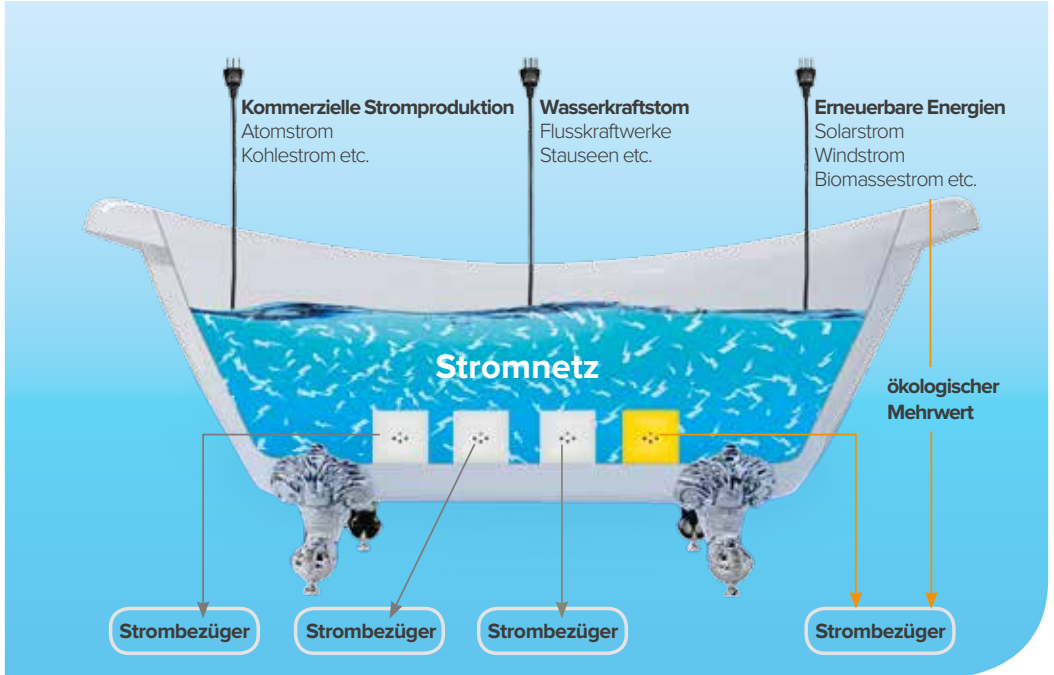 Kommerzielle Stromproduktion
Atomstrom
Kohlestrom etc.
Wasserkraftstom
Flusskraftwerke
Stauseen etc.
Erneuerbare Energien
Solarstrom
Windstrom
Biomassestrom etc.
Stromnetz
ökologischer
Mehrwert
Strombezüger
Strombezüger
Strombezüger
Strombezüger